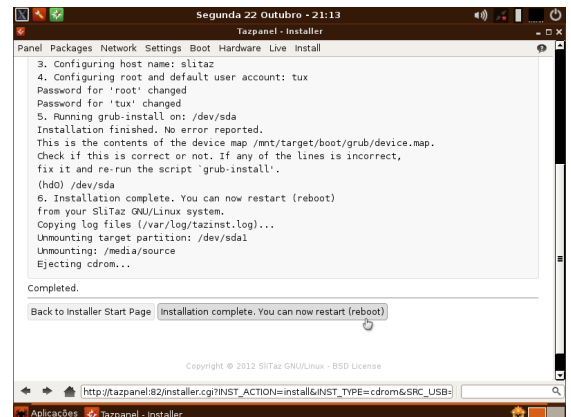 Segunda 22 Outubro - 21:13
Tazpanel - Installer
Panel Packages Network Settings Boot Hardware Live Install
3. Configuring host name: slitaz
4. Configuring root and default user account: tux
Password for 'root' changed
Password for 'tux' changed
5. Running grub-install on: /dev/sda
Installation finished. No error reported.
This is the contents of the device map /mnt/target/boot/grub/device.map.
Check if this is correct or not. If any of the lines is incorrect,
fix it and re-run the script `grub-install'.
(hd0) /dev/sda
6. Installation complete. You can now restart (reboot)
from your SliTaz GNU/Linux system.
Copying log files (/var/log/tazinst.log)...
Unmounting target partition: /dev/sda1
Unmounting: /media/source
Ejecting cdrom...
Completed.
Back to Installer Start Page Installation complete. You can now restart (reboot)
Copyright © 2012 SliTaz GNU/Linux - BSD License
http://tazpanel:82/installer.cgi?INST_ACTION=install&INST_TYPE=cdrom&SRC_USB=
Aplicações Tazpanel - Installer